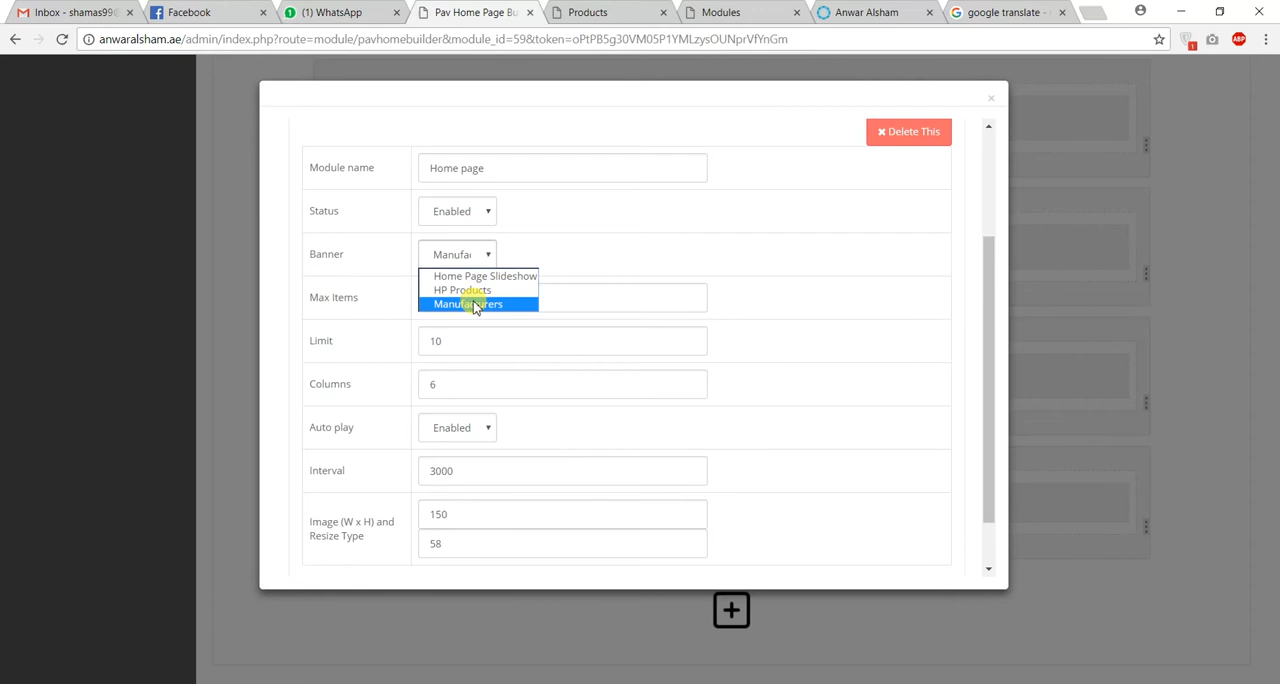 Inbox - shamas99@
Facebook
(1) WhatsApp
Pav Home Page Bu
Products
Modules
Anwar Alsham
google translate -
anwaralsham.ae/admin/index.php?route=module/pavhomebuilder&module_id=59&token=oPtPB5g30VM05P1YMLzysOUNprVfYnGm
1
ABP
×
✖ Delete This
Module name
Home page
Status
Enabled
Banner
Manufac
Home Page Slideshow
HP Products
Manufacturers
Max Items
Limit
10
Columns
6
Auto play
Enabled
Interval
3000
Image (W x H) and
Resize Type
150
58